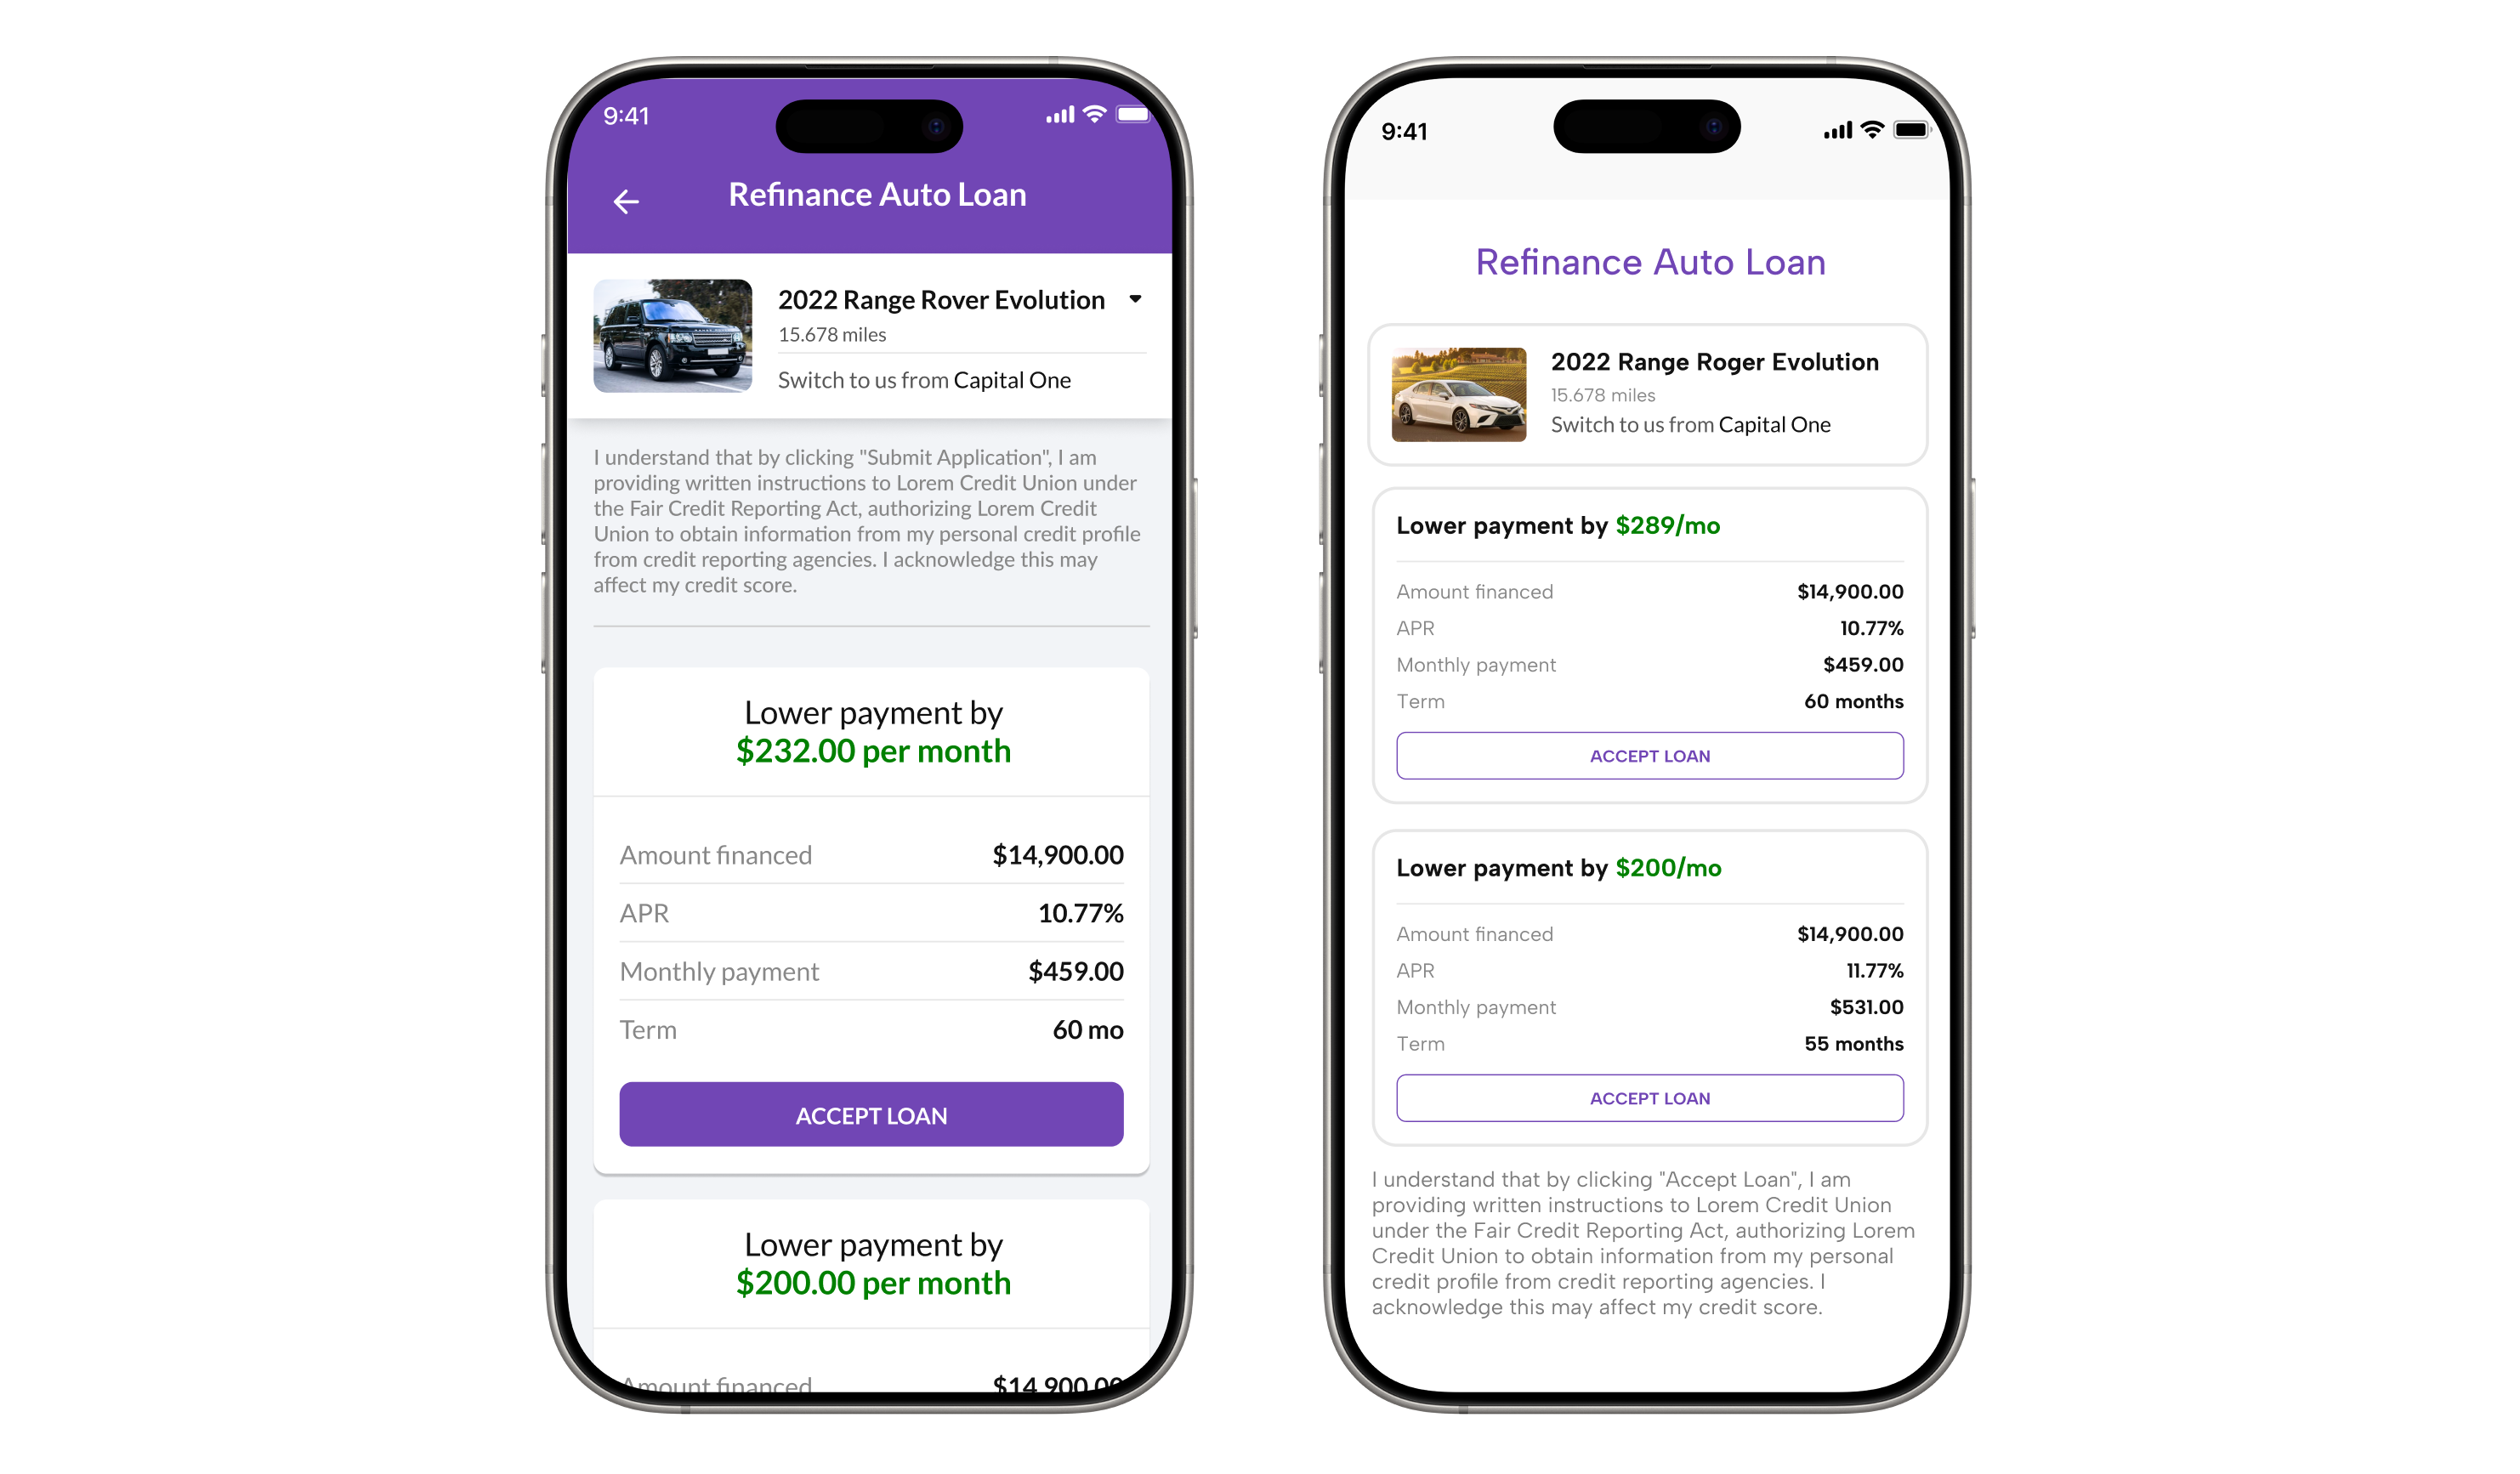 9:41
Refinance Auto Loan
2022 Range Rover Evolution
15.678 miles
Switch to us from Capital One
I understand that by clicking "Submit Application", I am
providing written instructions to Lorem Credit Union under
the Fair Credit Reporting Act, authorizing Lorem Credit
Union to obtain information from my personal credit profile
from credit reporting agencies. I acknowledge this may
affect my credit score.
Lower payment by
$232.00 per month
Amount financed $14,900.00
APR 10.77%
Monthly payment $459.00
Term 60 mo
ACCEPT LOAN
Lower payment by
$200.00 per month
Amount financed $14,900.00
9:41
Refinance Auto Loan
2022 Range Roger Evolution
15.678 miles
Switch to us from Capital One
Lower payment by $289/mo
Amount financed $14,900.00
APR 10.77%
Monthly payment $459.00
Term 60 months
ACCEPT LOAN
Lower payment by $200/mo
Amount financed $14,900.00
APR 11.77%
Monthly payment $531.00
Term 55 months
ACCEPT LOAN
I understand that by clicking "Accept Loan", I am
providing written instructions to Lorem Credit Union
under the Fair Credit Reporting Act, authorizing Lorem
Credit Union to obtain information from my personal
credit profile from credit reporting agencies. I
acknowledge this may affect my credit score.